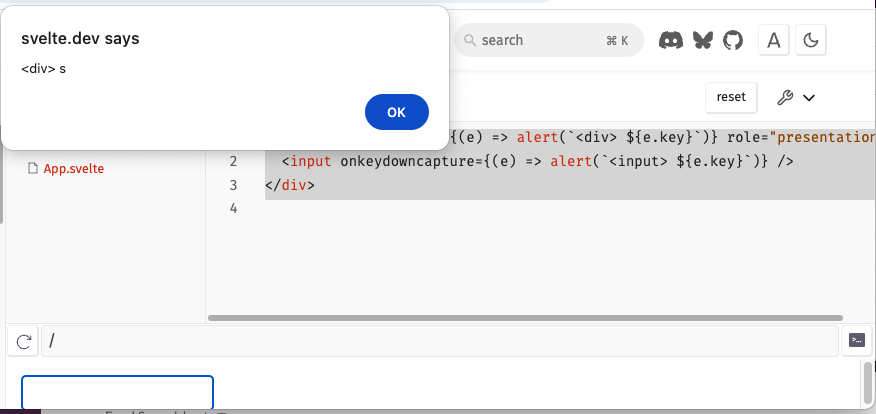 svelte.dev says
<div> s
OK
search
⌘ K
A
reset
{(e) => alert(`<div> ${e.key}`)} role="presentation
App.svelte
2 <input onkeydowncapture={(e) => alert(`<input> ${e.key}`)} />
3 </div>
4
/